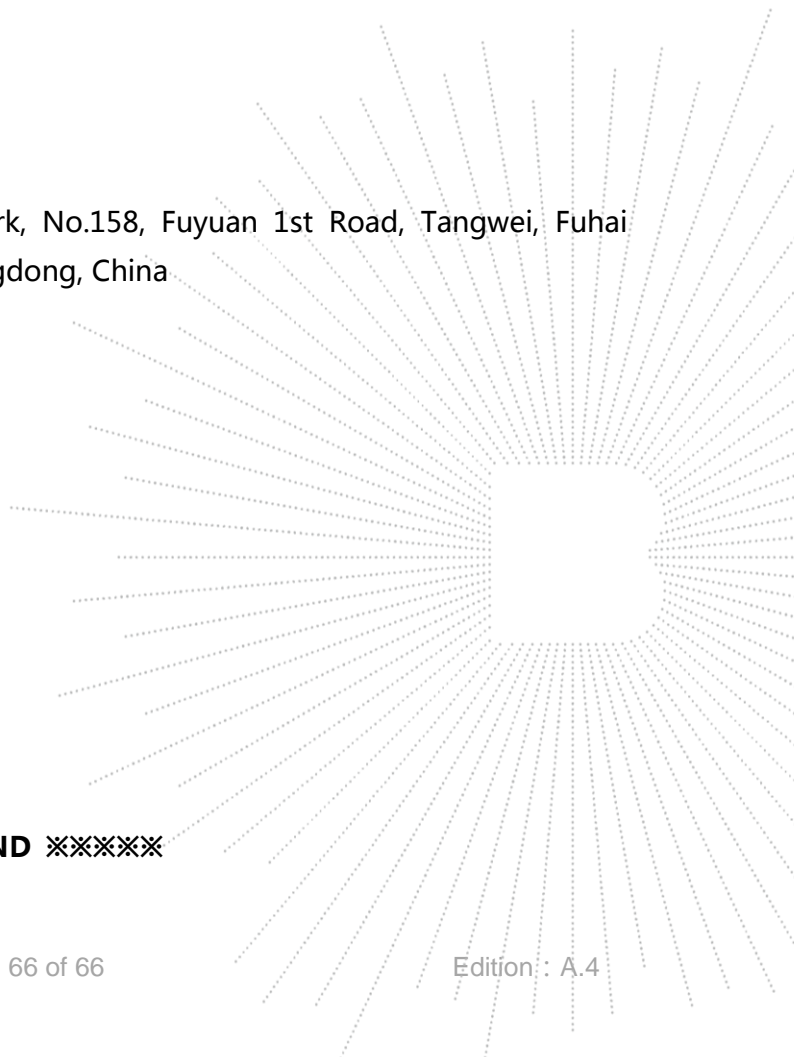 rk, No.158, Fuyuan 1st Road, Tangwei, Fuhai
gdong, China
ND ※※※※※
66 of 66 Edition：A.4